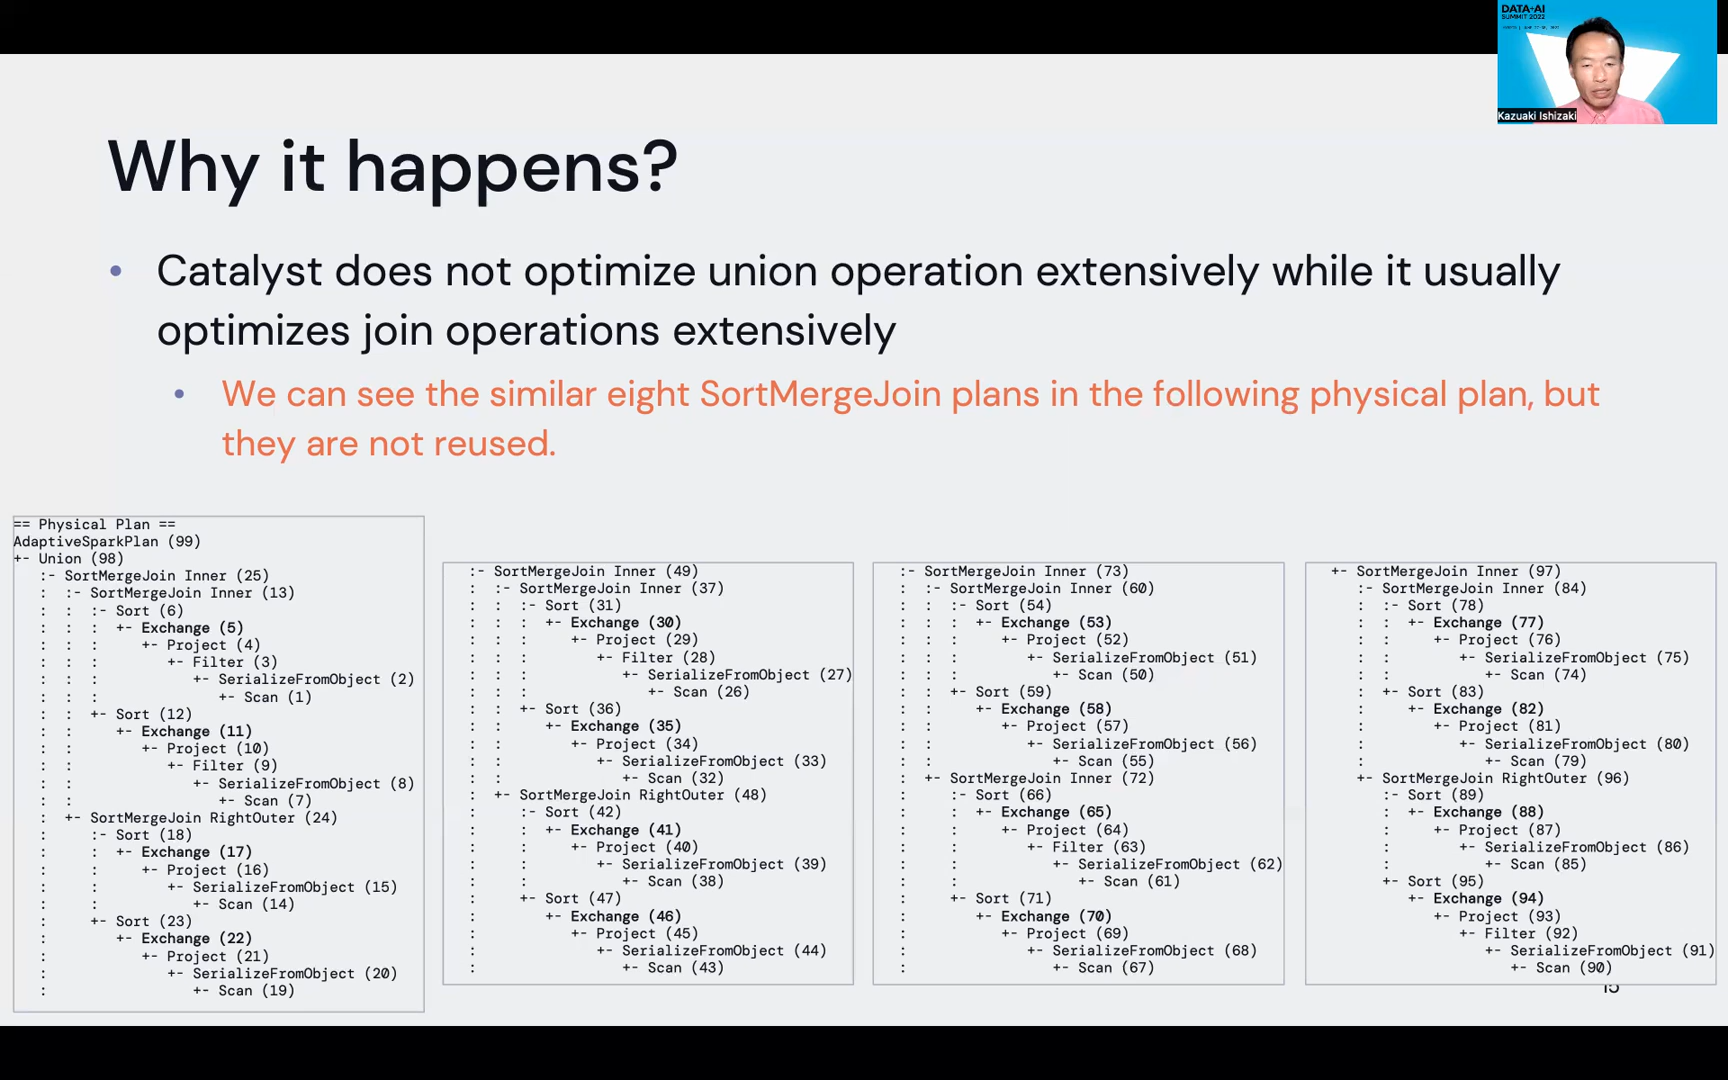 DATA+AI
SUMMIT 2022
Kazuaki Ishizaki
Why it happens?
• Catalyst does not optimize union operation extensively while it usually
optimizes join operations extensively
• We can see the similar eight SortMergeJoin plans in the following physical plan, but
they are not reused.
== Physical Plan ==
AdaptiveSparkPlan (99)
+- Union (98)
   :- SortMergeJoin Inner (25)
   :  :- SortMergeJoin Inner (13)
   :  :  :- Sort (6)
   :  :  :  +- Exchange (5)
   :  :  :     +- Project (4)
   :  :  :        +- Filter (3)
   :  :  :           +- SerializeFromObject (2)
   :  :  :              +- Scan (1)
   :  :  +- Sort (12)
   :  :     +- Exchange (11)
   :  :        +- Project (10)
   :  :           +- Filter (9)
   :  :              +- SerializeFromObject (8)
   :  :                 +- Scan (7)
   :  +- SortMergeJoin RightOuter (24)
   :     :- Sort (18)
   :     :  +- Exchange (17)
   :     :     +- Project (16)
   :     :        +- SerializeFromObject (15)
   :     :           +- Scan (14)
   :     +- Sort (23)
   :        +- Exchange (22)
   :           +- Project (21)
   :              +- SerializeFromObject (20)
   :                 +- Scan (19)
   :- SortMergeJoin Inner (49)
   :  :- SortMergeJoin Inner (37)
   :  :  :- Sort (31)
   :  :  :  +- Exchange (30)
   :  :  :     +- Project (29)
   :  :  :        +- Filter (28)
   :  :  :           +- SerializeFromObject (27)
   :  :  :              +- Scan (26)
   :  :  +- Sort (36)
   :  :     +- Exchange (35)
   :  :        +- Project (34)
   :  :           +- SerializeFromObject (33)
   :  :              +- Scan (32)
   :  +- SortMergeJoin RightOuter (48)
   :     :- Sort (42)
   :     :  +- Exchange (41)
   :     :     +- Project (40)
   :     :        +- SerializeFromObject (39)
   :     :           +- Scan (38)
   :     +- Sort (47)
   :        +- Exchange (46)
   :           +- Project (45)
   :              +- SerializeFromObject (44)
   :                 +- Scan (43)
   :- SortMergeJoin Inner (73)
   :  :- SortMergeJoin Inner (60)
   :  :  :- Sort (54)
   :  :  :  +- Exchange (53)
   :  :  :     +- Project (52)
   :  :  :        +- SerializeFromObject (51)
   :  :  :           +- Scan (50)
   :  :  +- Sort (59)
   :  :     +- Exchange (58)
   :  :        +- Project (57)
   :  :           +- SerializeFromObject (56)
   :  :              +- Scan (55)
   :  +- SortMergeJoin Inner (72)
   :     :- Sort (66)
   :     :  +- Exchange (65)
   :     :     +- Project (64)
   :     :        +- Filter (63)
   :     :           +- SerializeFromObject (62)
   :     :              +- Scan (61)
   :     +- Sort (71)
   :        +- Exchange (70)
   :           +- Project (69)
   :              +- SerializeFromObject (68)
   :                 +- Scan (67)
   +- SortMergeJoin Inner (97)
      :- SortMergeJoin Inner (84)
      :  :- Sort (78)
      :  :  +- Exchange (77)
      :  :     +- Project (76)
      :  :        +- SerializeFromObject (75)
      :  :           +- Scan (74)
      :  +- Sort (83)
      :     +- Exchange (82)
      :        +- Project (81)
      :           +- SerializeFromObject (80)
      :              +- Scan (79)
      +- SortMergeJoin RightOuter (96)
         :- Sort (89)
         :  +- Exchange (88)
         :     +- Project (87)
         :        +- SerializeFromObject (86)
         :           +- Scan (85)
         +- Sort (95)
            +- Exchange (94)
               +- Project (93)
                  +- Filter (92)
                     +- SerializeFromObject (91)
                        +- Scan (90)
15